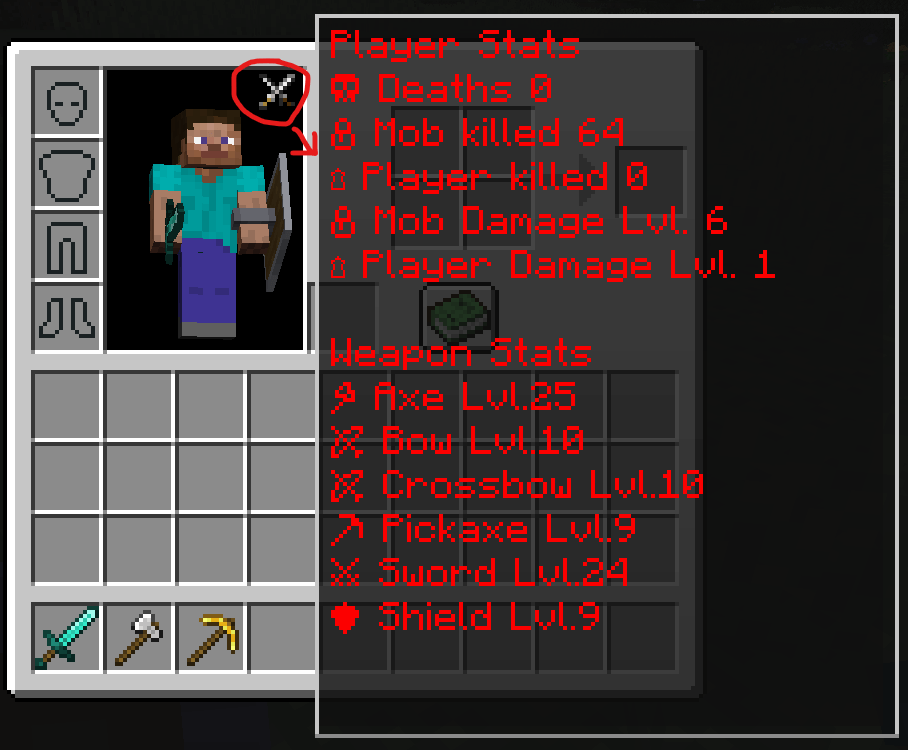 Player Stats
Deaths 0
Mob killed 64
Player killed 0
Mob Damage Lvl. 6
Player Damage Lvl. 1
Weapon Stats
Axe Lvl.25
Bow Lvl.10
Crossbow Lvl.10
Pickaxe Lvl.9
Sword Lvl.24
Shield Lvl.9